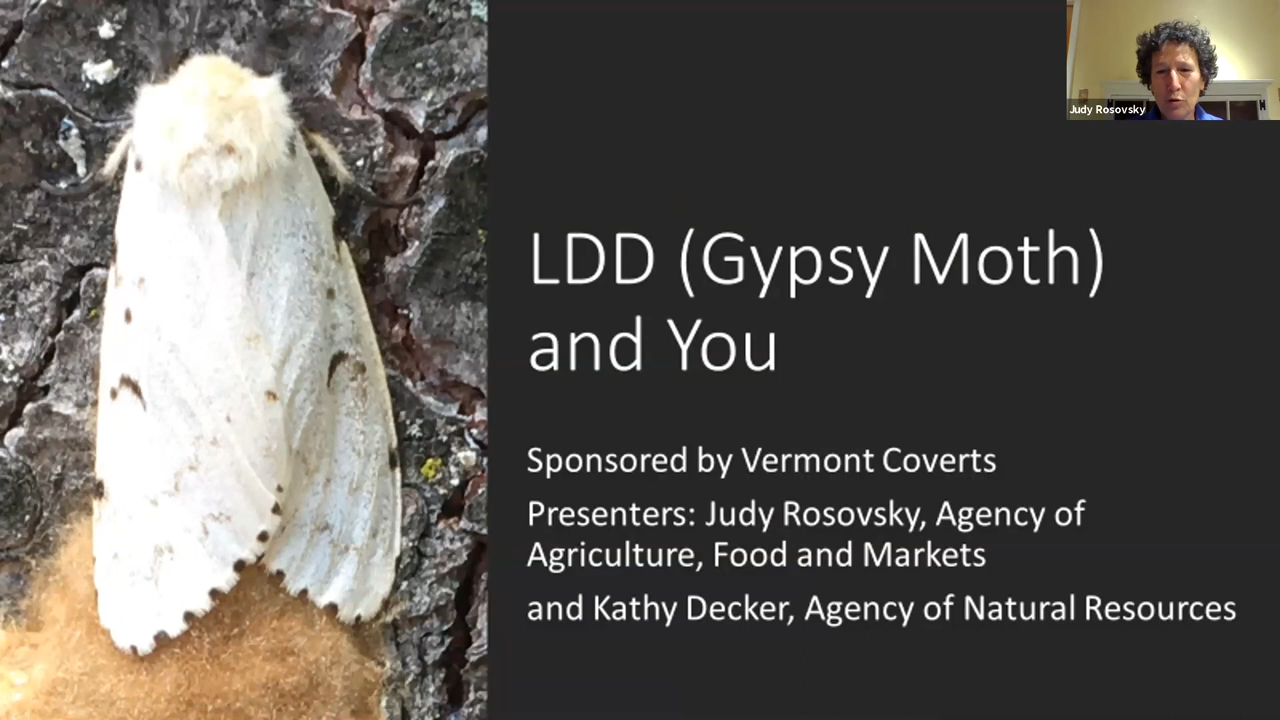 Judy Rosovsky
LDD (Gypsy Moth)
and You
Sponsored by Vermont Coverts
Presenters: Judy Rosovsky, Agency of
Agriculture, Food and Markets
and Kathy Decker, Agency of Natural Resources